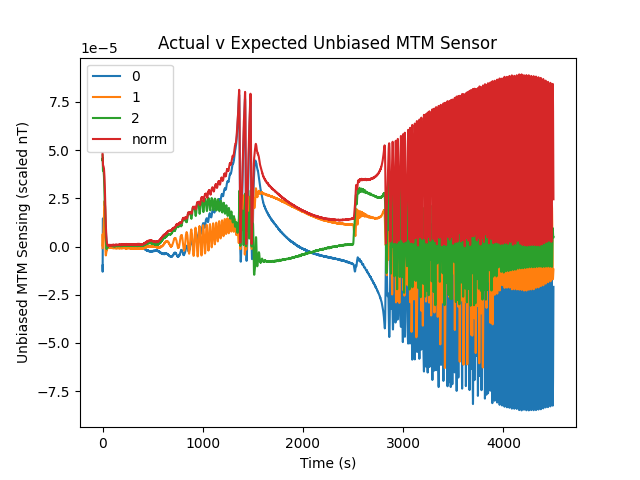 Actual v Expected Unbiased MTM Sensor
1e−5
0
1
2
norm
7.5
5.0
2.5
0.0
−2.5
−5.0
−7.5
Unbiased MTM Sensing (scaled nT)
0 1000 2000 3000 4000
Time (s)